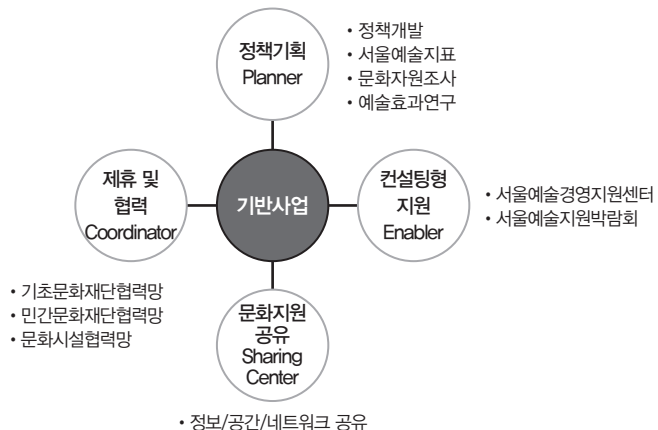 정책기획
Planner
• 정책개발
• 서울예술지표
• 문화자원조사
• 예술효과연구
제휴 및
협력
Coordinator
기반사업
컨설팅형
지원
Enabler
• 서울예술경영지원센터
• 서울예술지원박람회
• 기초문화재단협력망
• 민간문화재단협력망
• 문화시설협력망
문화지원
공유
Sharing
Center
• 정보/공간/네트워크 공유